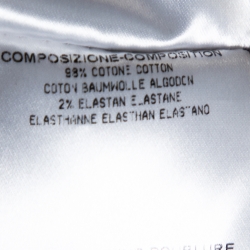 COMPOSIZIONE-COMPOSITION
98% COTONE COTTON
COTON BAUMWOLLE ALGODON
2% ELASTAN ELASTANE
ELASTHANNE ELASTHAN ELASTANO